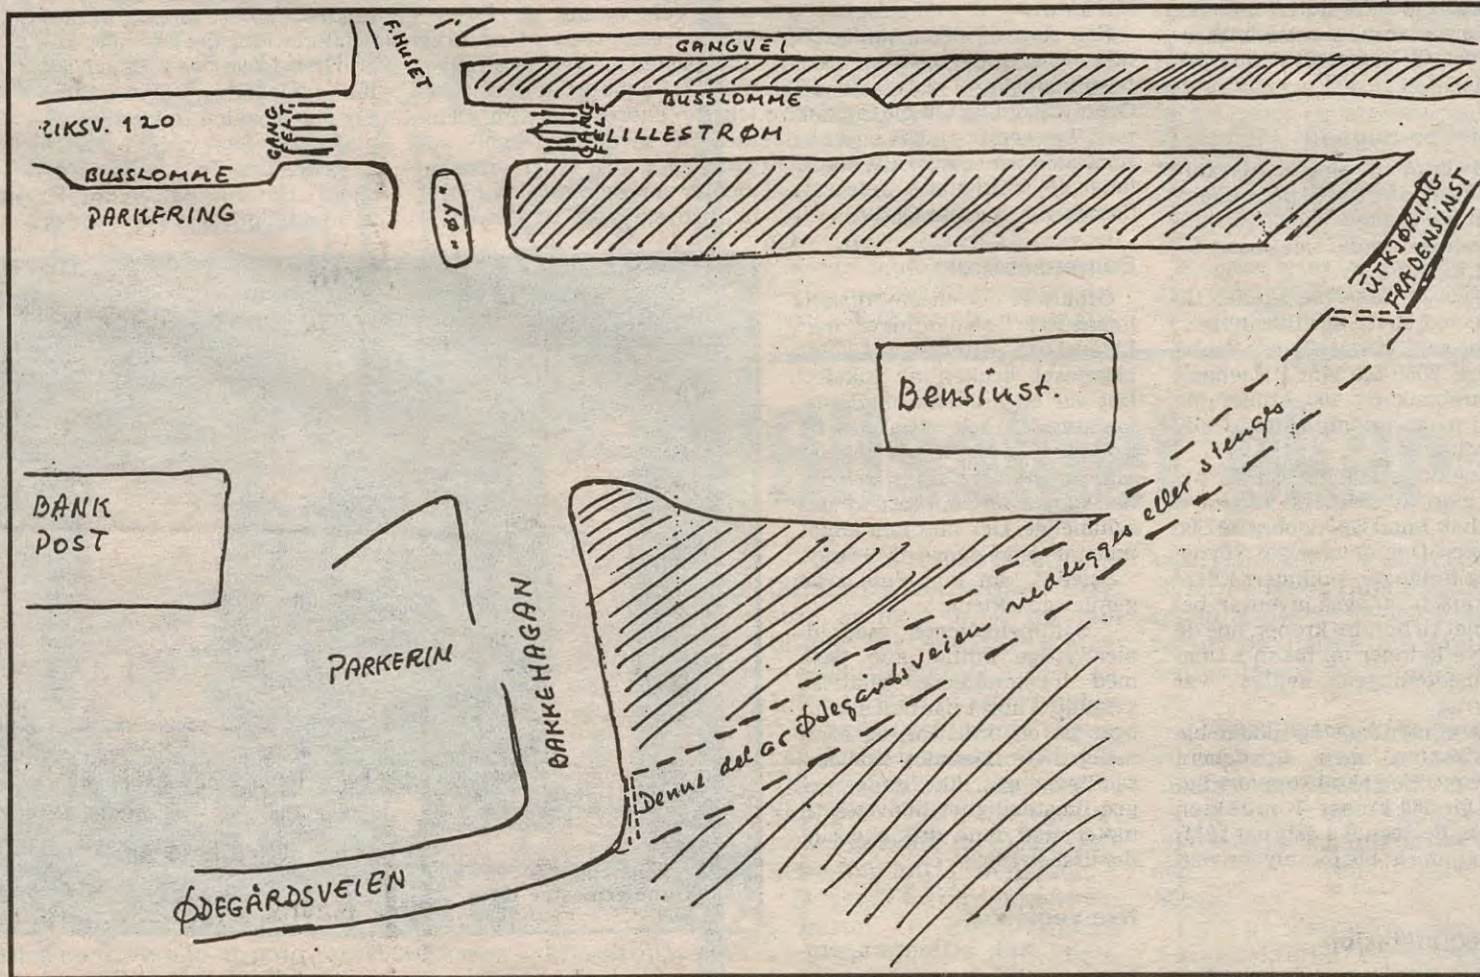 F. HUSET
GANGVEI
BUSSLOMME
RIKSV. 120
GANG
FELT
GANG
FELT
LILLESTRØM
BUSSLOMME
PARKERING
"ØY"
UTKJØRING
FRA BENSINST
Bensinst.
BANK
POST
PARKERIN
BAKKEHAGAN
Denne del av Ødegårdsveien nedlegges eller stenges
ØDEGÅRDSVEIEN